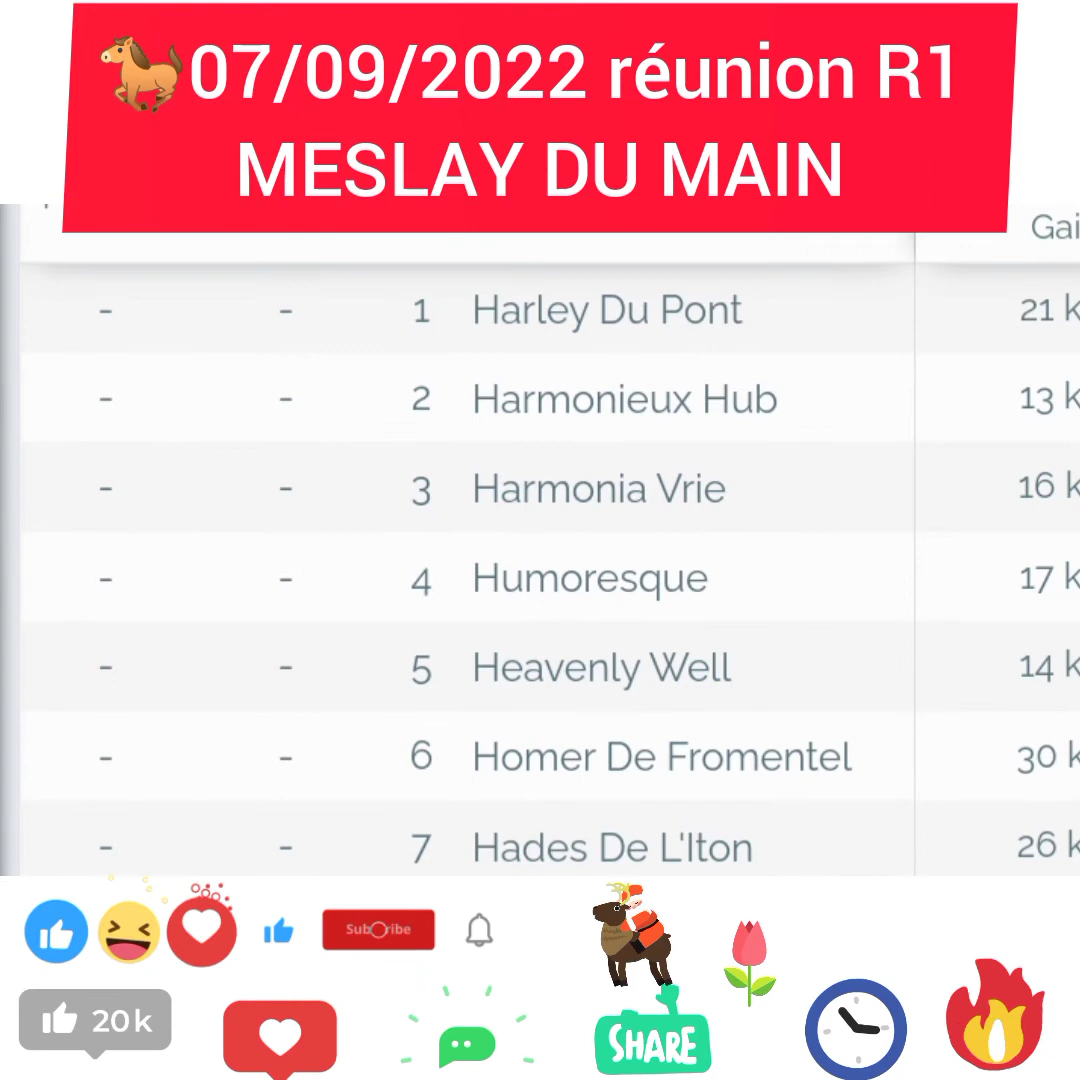 07/09/2022 réunion R1
MESLAY DU MAIN
- - 1 Harley Du Pont 21 k
- - 2 Harmonieux Hub 13 k
- - 3 Harmonia Vrie 16 k
- - 4 Humoresque 17 k
- - 5 Heavenly Well 14 k
- - 6 Homer De Fromentel 30 k
- - 7 Hades De L'Iton 26 k
20k
SHARE